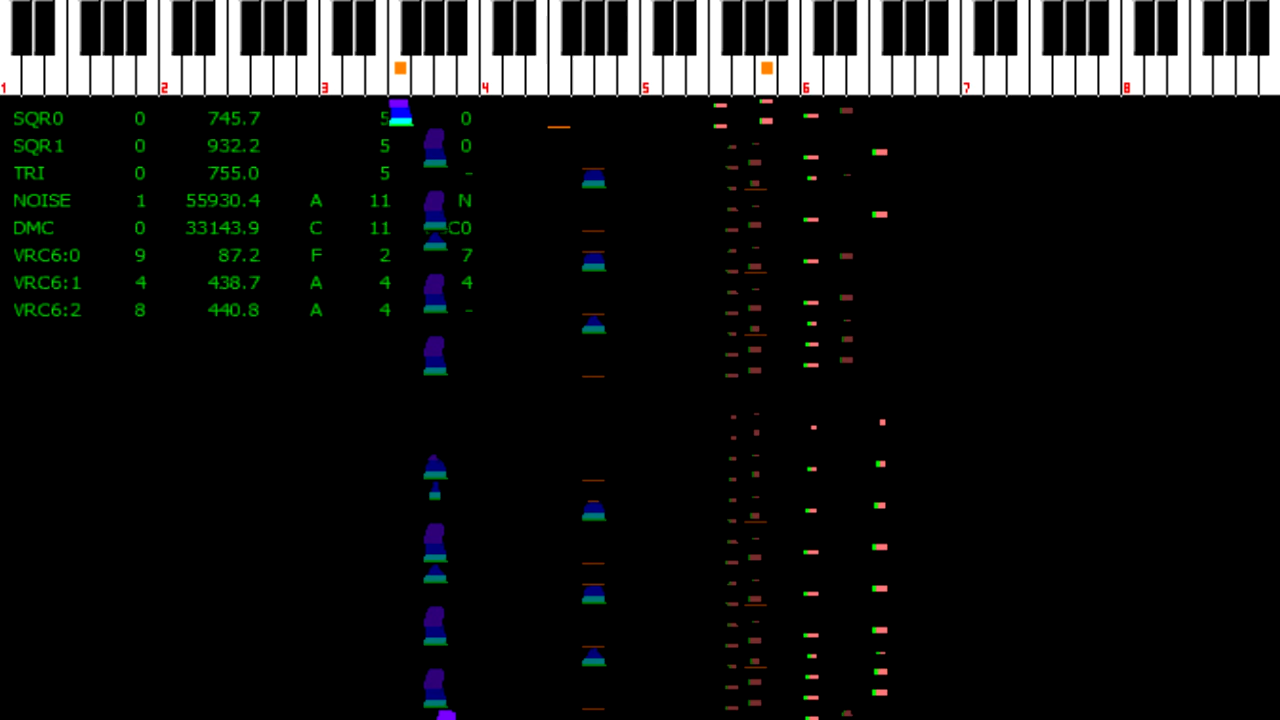 1 2 3 4 5 6 7 8
SQR0 0 745.7 5 0
SQR1 0 932.2 5 0
TRI 0 755.0 5 -
NOISE 1 55930.4 A 11 N
DMC 0 33143.9 C 11 C0
VRC6:0 9 87.2 F 2 7
VRC6:1 4 438.7 A 4 4
VRC6:2 8 440.8 A 4 -